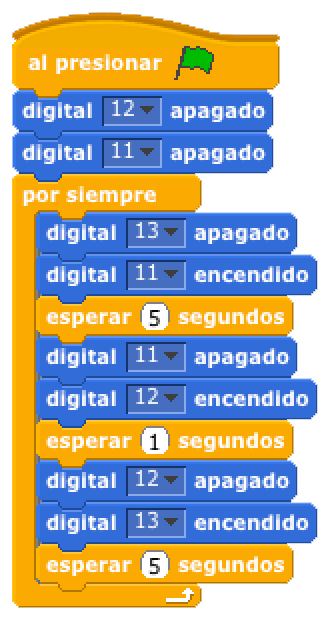 al presionar
digital 12 apagado
digital 11 apagado
por siempre
digital 13 apagado
digital 11 encendido
esperar 5 segundos
digital 11 apagado
digital 12 encendido
esperar 1 segundos
digital 12 apagado
digital 13 encendido
esperar 5 segundos